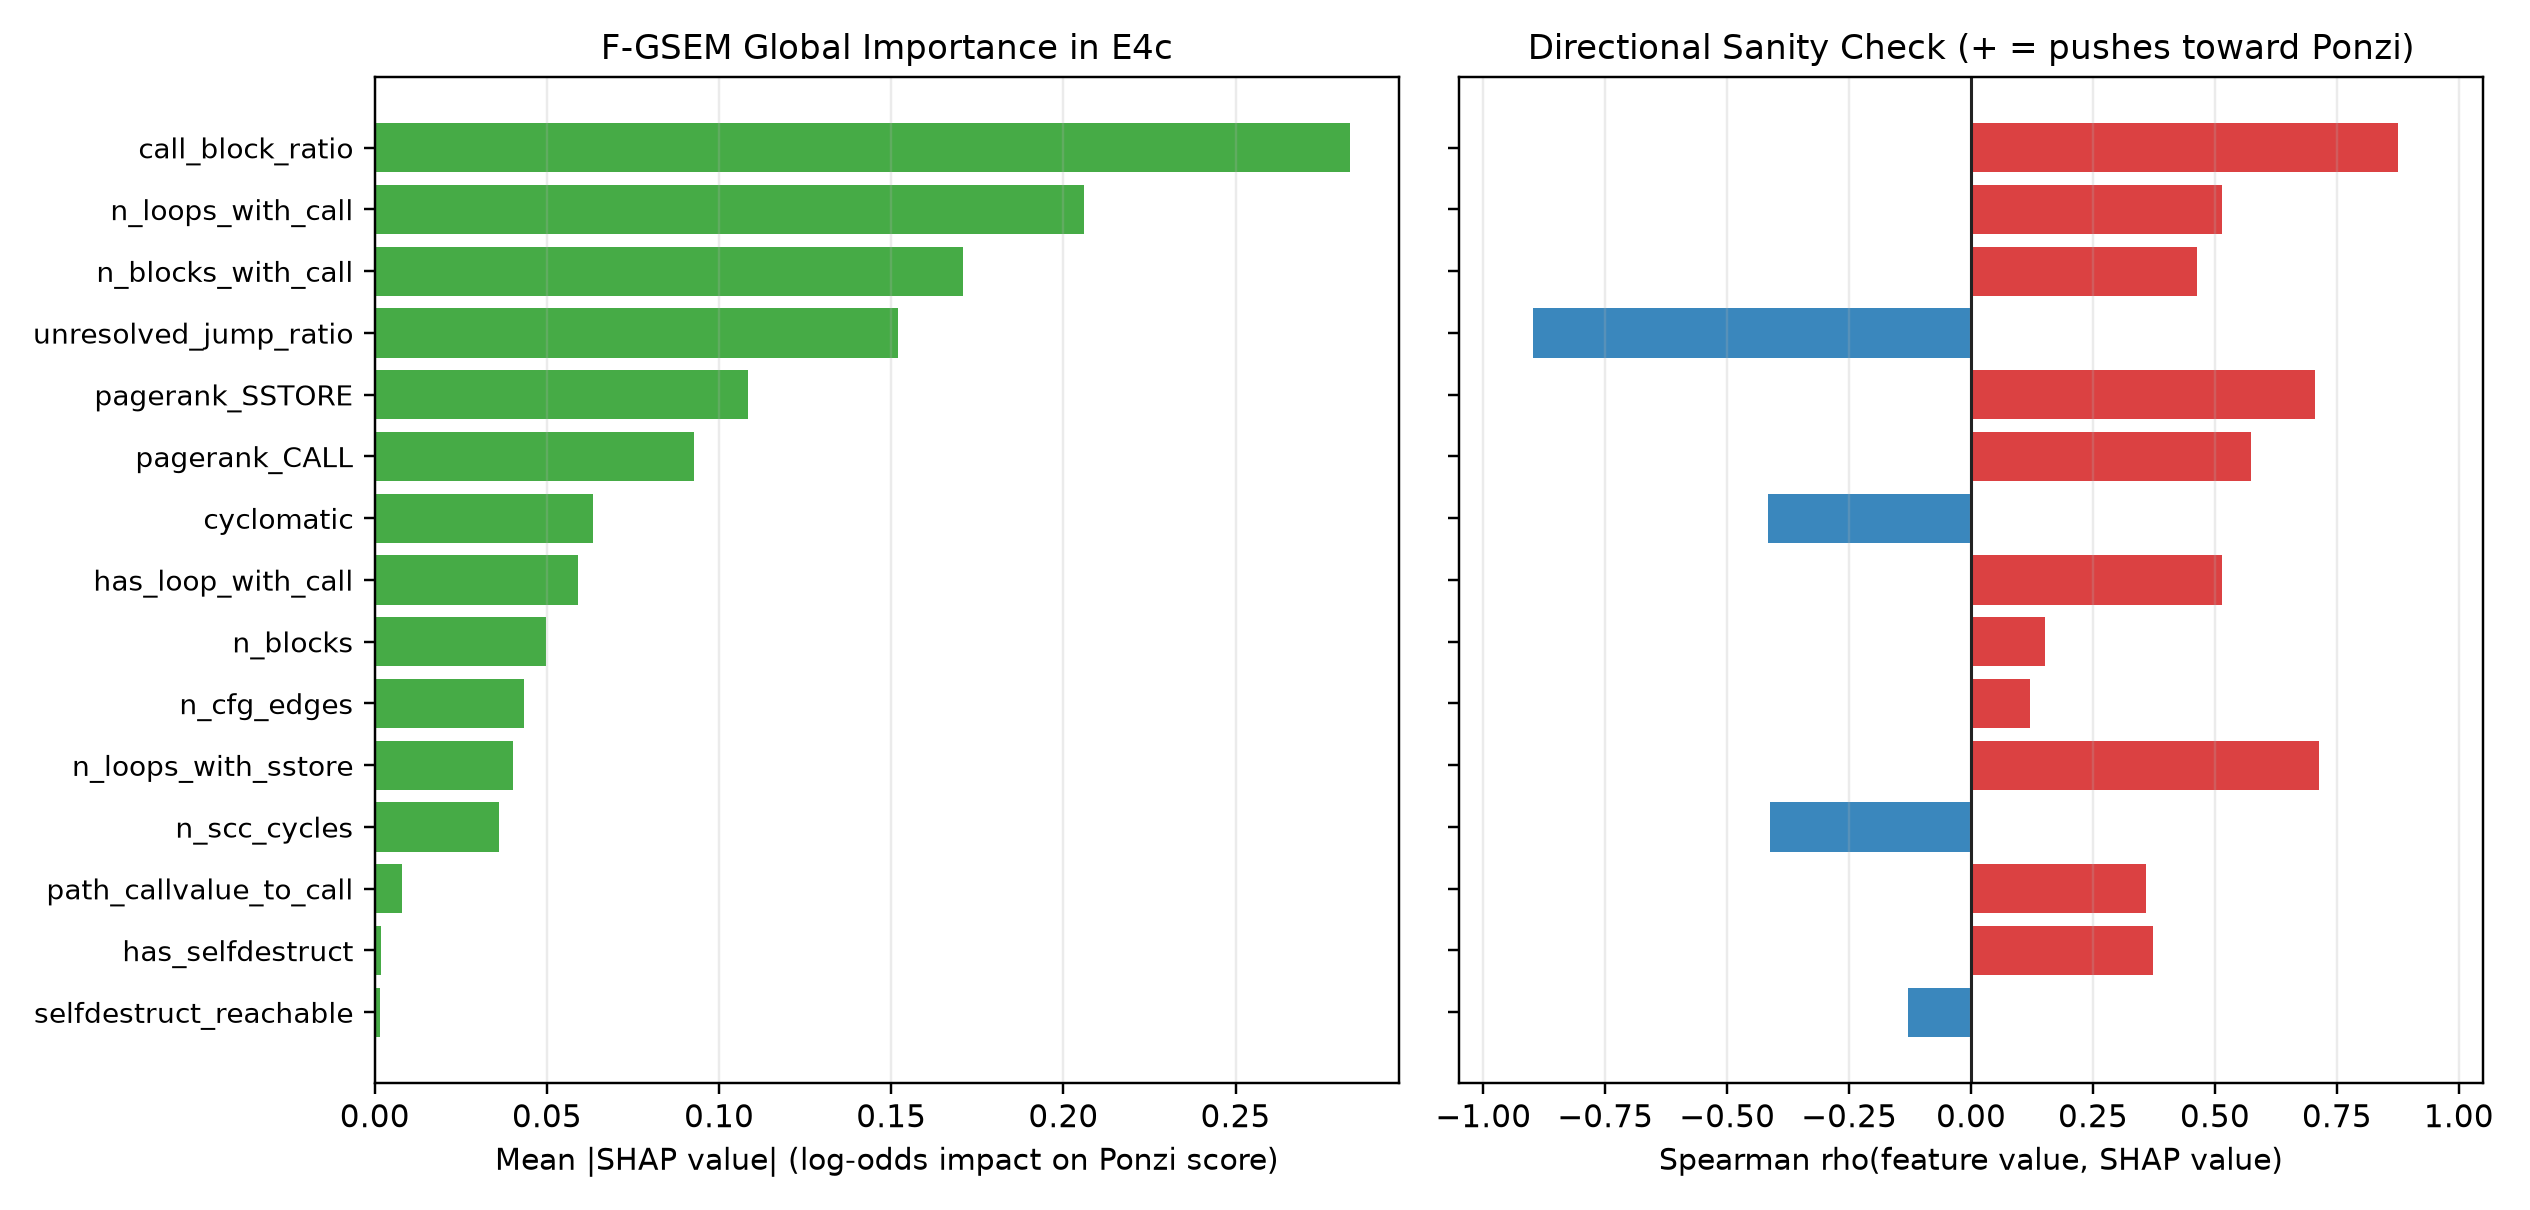 F-GSEM Global Importance in E4c
call_block_ratio
n_loops_with_call
n_blocks_with_call
unresolved_jump_ratio
pagerank_SSTORE
pagerank_CALL
cyclomatic
has_loop_with_call
n_blocks
n_cfg_edges
n_loops_with_sstore
n_scc_cycles
path_callvalue_to_call
has_selfdestruct
selfdestruct_reachable
0.00 0.05 0.10 0.15 0.20 0.25
Mean |SHAP value| (log-odds impact on Ponzi score)
Directional Sanity Check (+ = pushes toward Ponzi)
−1.00 −0.75 −0.50 −0.25 0.00 0.25 0.50 0.75 1.00
Spearman rho(feature value, SHAP value)